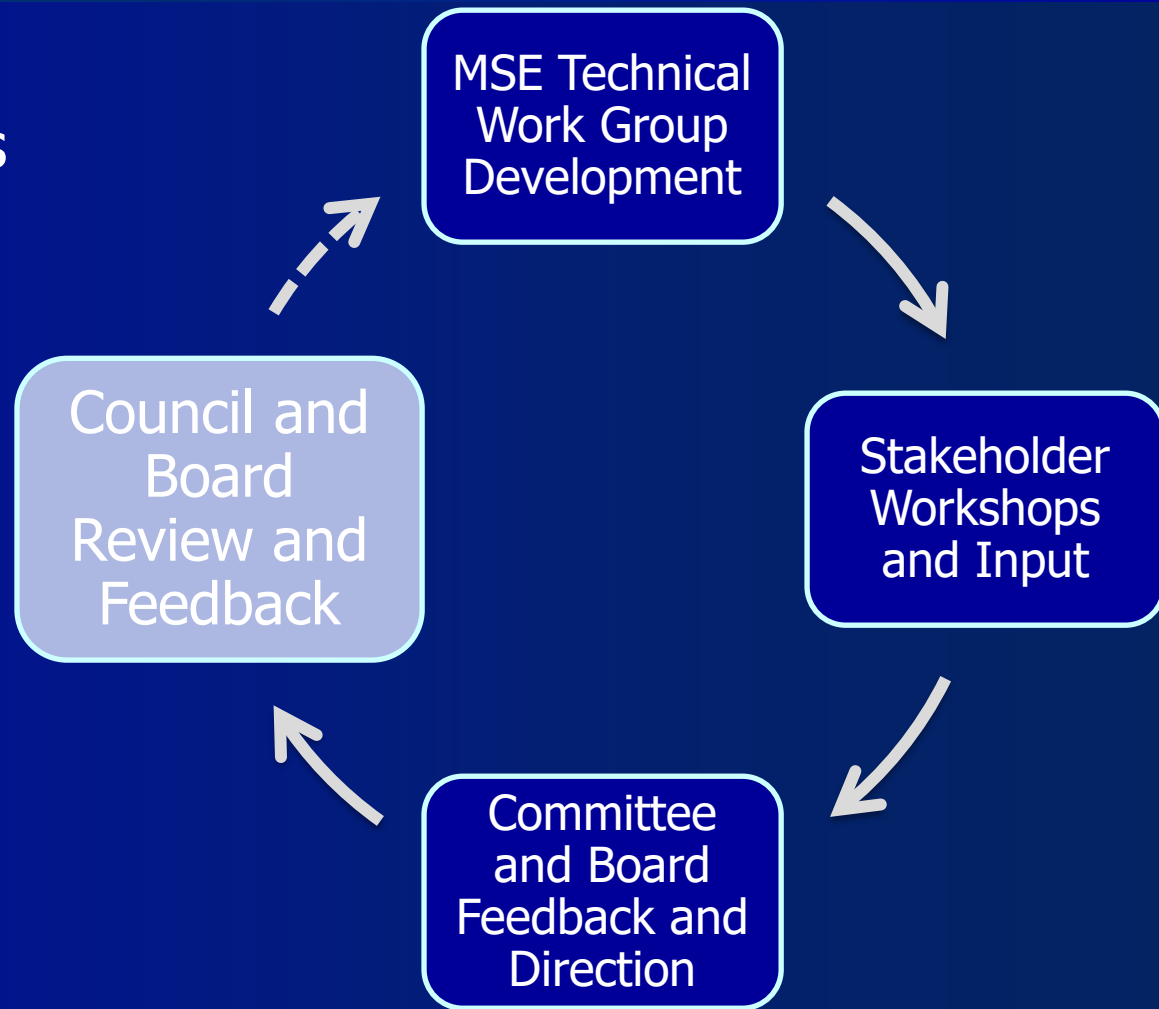 s
MSE Technical
Work Group
Development
Stakeholder
Workshops
and Input
Committee
and Board
Feedback and
Direction
Council and
Board
Review and
Feedback